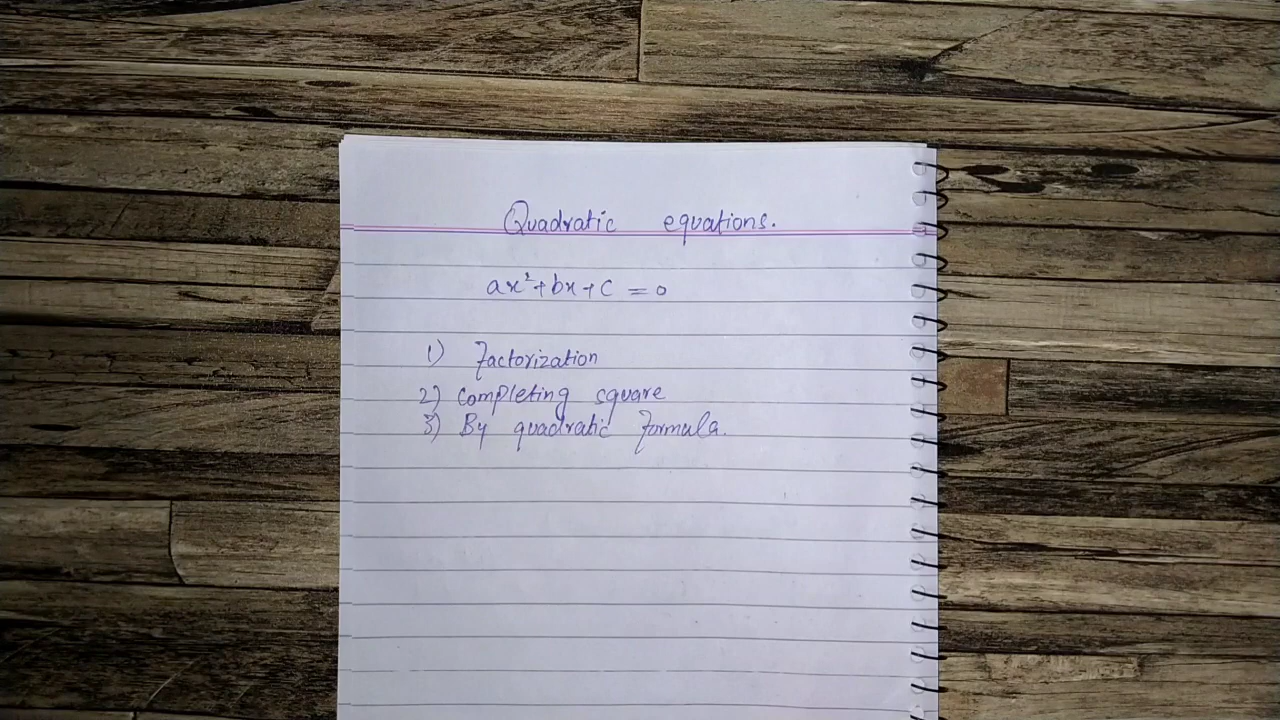 Quadratic equations.
ax²+bx+c = 0
1) Factorization
2) completing square
3) By quadratic Formula.